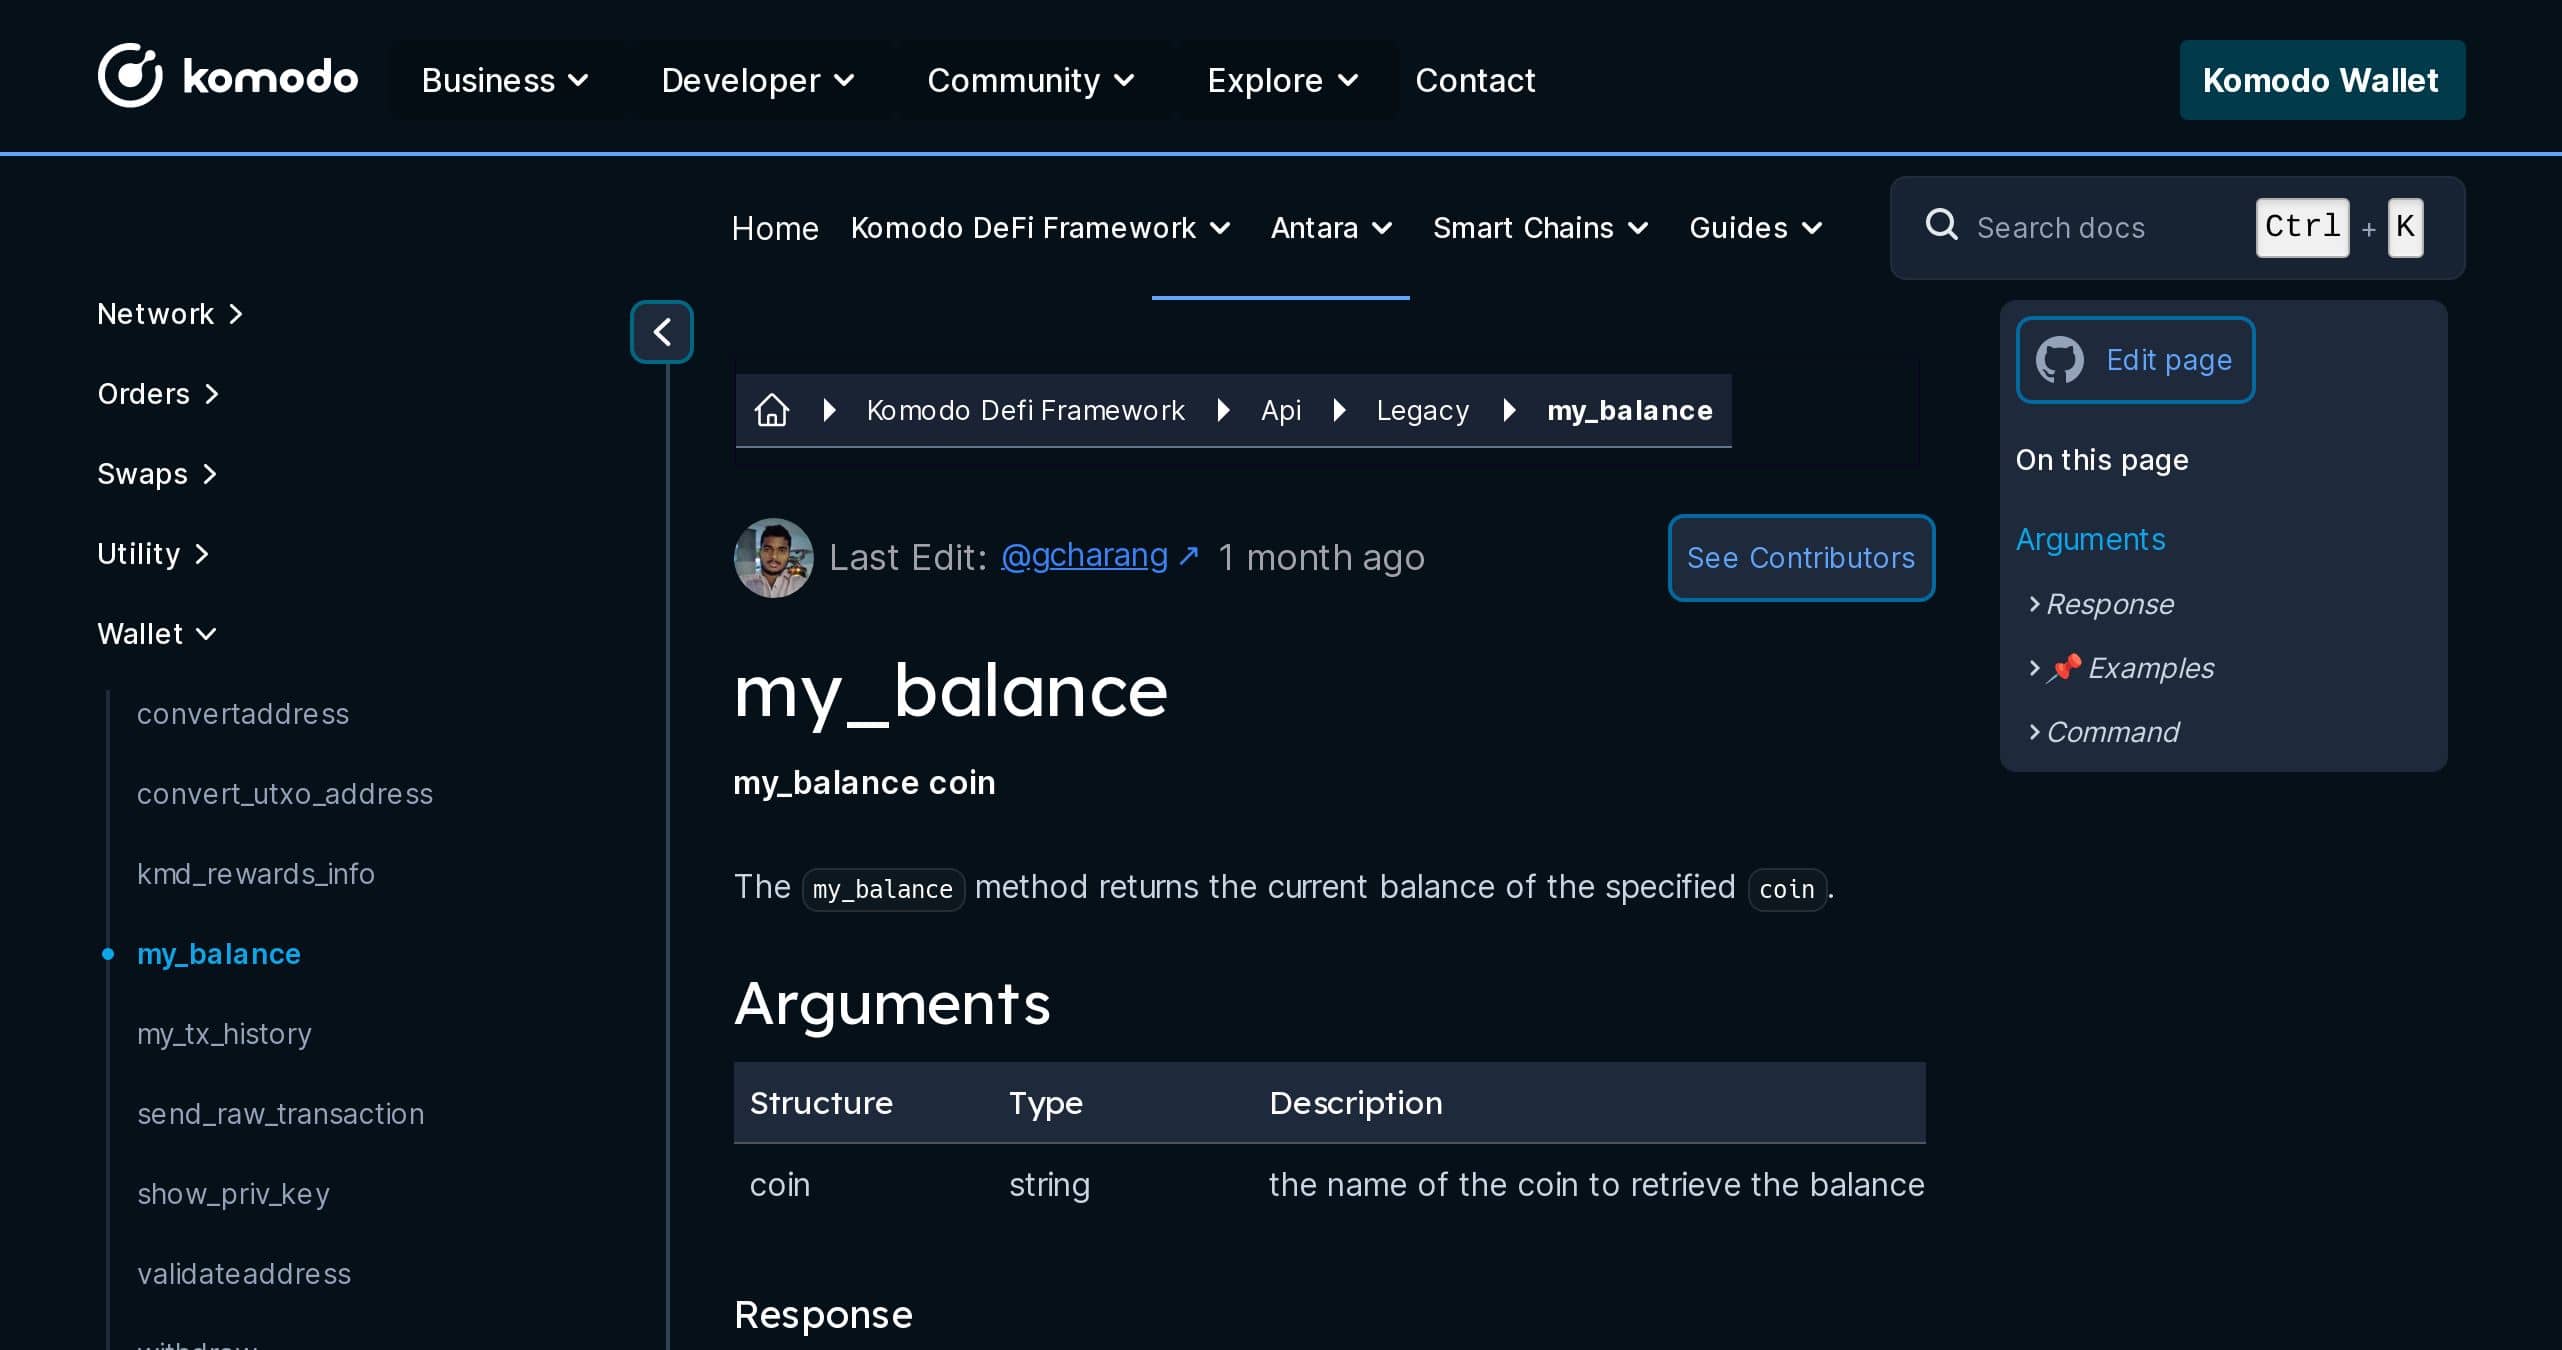 komodo Business Developer Community Explore Contact Komodo Wallet
Home Komodo DeFi Framework Antara Smart Chains Guides Search docs Ctrl + K
Network
Orders
Swaps
Utility
Wallet
convertaddress
convert_utxo_address
kmd_rewards_info
my_balance
my_tx_history
send_raw_transaction
show_priv_key
validateaddress
Komodo Defi Framework Api Legacy my_balance
Last Edit: @gcharang ↗ 1 month ago See Contributors
my_balance
my_balance coin
The my_balance method returns the current balance of the specified coin.
Arguments
Structure Type Description
coin string the name of the coin to retrieve the balance
Response
Edit page
On this page
Arguments
Response
📌 Examples
Command